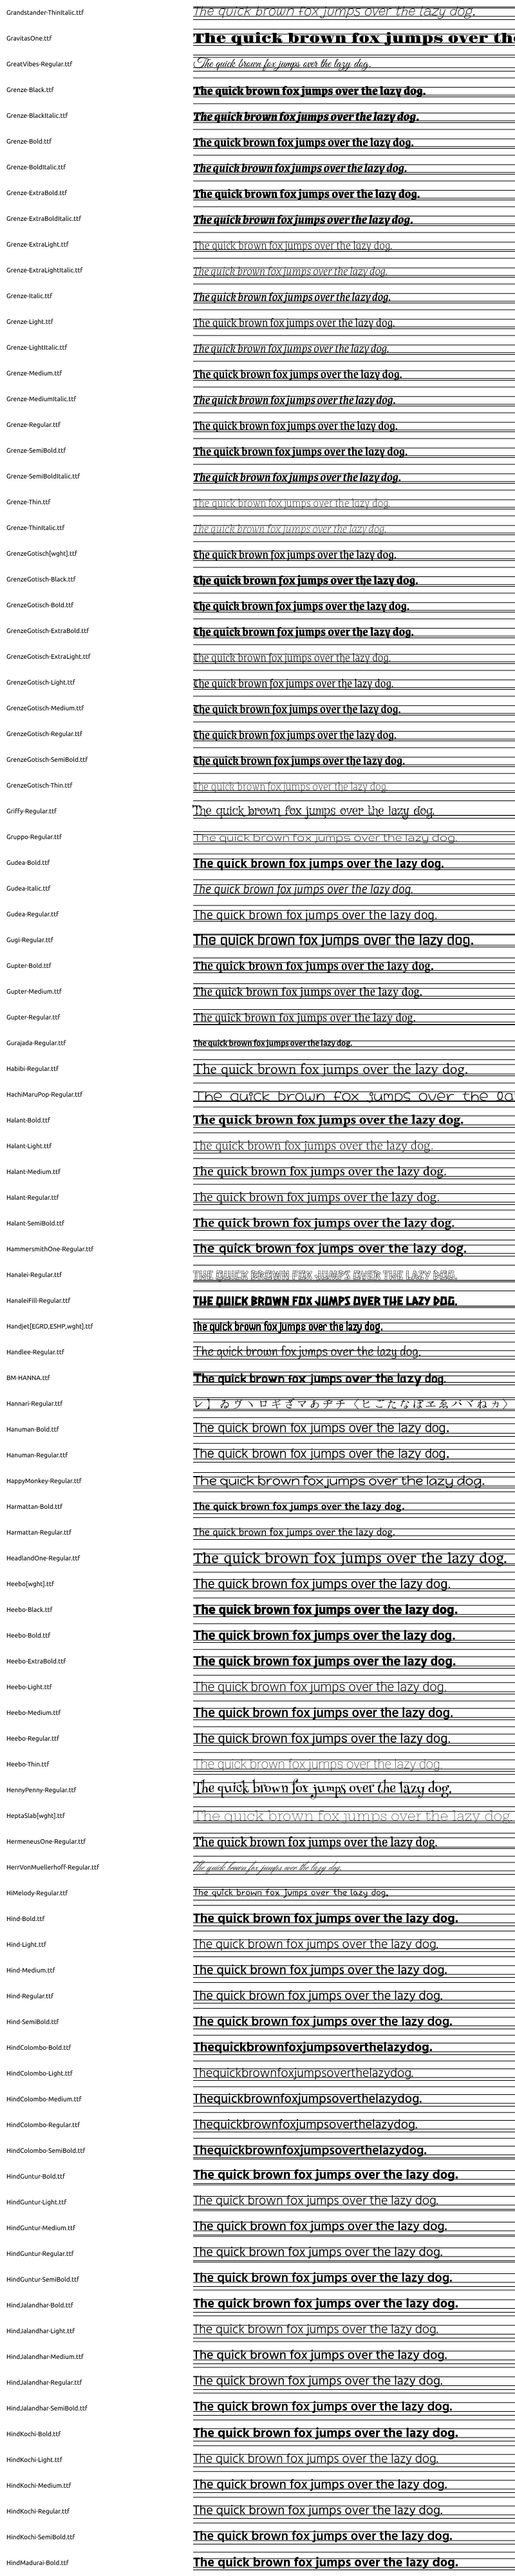 Grandstander-ThinItalic.ttf The quick brown fox jumps over the lazy dog.
GravitasOne.ttf The quick brown fox jumps over the
GreatVibes-Regular.ttf The quick brown fox jumps over the lazy dog.
Grenze-Black.ttf The quick brown fox jumps over the lazy dog.
Grenze-BlackItalic.ttf The quick brown fox jumps over the lazy dog.
Grenze-Bold.ttf The quick brown fox jumps over the lazy dog.
Grenze-BoldItalic.ttf The quick brown fox jumps over the lazy dog.
Grenze-ExtraBold.ttf The quick brown fox jumps over the lazy dog.
Grenze-ExtraBoldItalic.ttf The quick brown fox jumps over the lazy dog.
Grenze-ExtraLight.ttf The quick brown fox jumps over the lazy dog.
Grenze-ExtraLightItalic.ttf The quick brown fox jumps over the lazy dog.
Grenze-Italic.ttf The quick brown fox jumps over the lazy dog.
Grenze-Light.ttf The quick brown fox jumps over the lazy dog.
Grenze-LightItalic.ttf The quick brown fox jumps over the lazy dog.
Grenze-Medium.ttf The quick brown fox jumps over the lazy dog.
Grenze-MediumItalic.ttf The quick brown fox jumps over the lazy dog.
Grenze-Regular.ttf The quick brown fox jumps over the lazy dog.
Grenze-SemiBold.ttf The quick brown fox jumps over the lazy dog.
Grenze-SemiBoldItalic.ttf The quick brown fox jumps over the lazy dog.
Grenze-Thin.ttf The quick brown fox jumps over the lazy dog.
Grenze-ThinItalic.ttf The quick brown fox jumps over the lazy dog.
GrenzeGotisch[wght].ttf The quick brown fox jumps over the lazy dog.
GrenzeGotisch-Black.ttf The quick brown fox jumps over the lazy dog.
GrenzeGotisch-Bold.ttf The quick brown fox jumps over the lazy dog.
GrenzeGotisch-ExtraBold.ttf The quick brown fox jumps over the lazy dog.
GrenzeGotisch-ExtraLight.ttf The quick brown fox jumps over the lazy dog.
GrenzeGotisch-Light.ttf The quick brown fox jumps over the lazy dog.
GrenzeGotisch-Medium.ttf The quick brown fox jumps over the lazy dog.
GrenzeGotisch-Regular.ttf The quick brown fox jumps over the lazy dog.
GrenzeGotisch-SemiBold.ttf The quick brown fox jumps over the lazy dog.
GrenzeGotisch-Thin.ttf The quick brown fox jumps over the lazy dog.
Griffy-Regular.ttf The quick brown fox jumps over the lazy dog.
Gruppo-Regular.ttf The quick brown fox jumps over the lazy dog.
Gudea-Bold.ttf The quick brown fox jumps over the lazy dog.
Gudea-Italic.ttf The quick brown fox jumps over the lazy dog.
Gudea-Regular.ttf The quick brown fox jumps over the lazy dog.
Gugi-Regular.ttf The quick brown fox jumps over the lazy dog.
Gupter-Bold.ttf The quick brown fox jumps over the lazy dog.
Gupter-Medium.ttf The quick brown fox jumps over the lazy dog.
Gupter-Regular.ttf The quick brown fox jumps over the lazy dog.
Gurajada-Regular.ttf The quick brown fox jumps over the lazy dog.
Habibi-Regular.ttf The quick brown fox jumps over the lazy dog.
HachiMaruPop-Regular.ttf The quick brown fox jumps over the la
Halant-Bold.ttf The quick brown fox jumps over the lazy dog.
Halant-Light.ttf The quick brown fox jumps over the lazy dog.
Halant-Medium.ttf The quick brown fox jumps over the lazy dog.
Halant-Regular.ttf The quick brown fox jumps over the lazy dog.
Halant-SemiBold.ttf The quick brown fox jumps over the lazy dog.
HammersmithOne-Regular.ttf The quick brown fox jumps over the lazy dog.
Hanalei-Regular.ttf THE QUICK BROWN FOX JUMPS OVER THE LAZY DOG.
HanaleiFill-Regular.ttf THE QUICK BROWN FOX JUMPS OVER THE LAZY DOG.
Handjet[EGRD,ESHP,wght].ttf The quick brown fox jumps over the lazy dog.
Handlee-Regular.ttf The quick brown fox jumps over the lazy dog.
BM-HANNA.ttf The quick brown fox jumps over the lazy dog.
Hannari-Regular.ttf レ】ゐヴヽロギざマあヂチ〈ヒごたなぼヱゑパヾねカ〉
Hanuman-Bold.ttf The quick brown fox jumps over the lazy dog.
Hanuman-Regular.ttf The quick brown fox jumps over the lazy dog.
HappyMonkey-Regular.ttf The quick brown fox jumps over the lazy dog.
Harmattan-Bold.ttf The quick brown fox jumps over the lazy dog.
Harmattan-Regular.ttf The quick brown fox jumps over the lazy dog.
HeadlandOne-Regular.ttf The quick brown fox jumps over the lazy dog.
Heebo[wght].ttf The quick brown fox jumps over the lazy dog.
Heebo-Black.ttf The quick brown fox jumps over the lazy dog.
Heebo-Bold.ttf The quick brown fox jumps over the lazy dog.
Heebo-ExtraBold.ttf The quick brown fox jumps over the lazy dog.
Heebo-Light.ttf The quick brown fox jumps over the lazy dog.
Heebo-Medium.ttf The quick brown fox jumps over the lazy dog.
Heebo-Regular.ttf The quick brown fox jumps over the lazy dog.
Heebo-Thin.ttf The quick brown fox jumps over the lazy dog.
HennyPenny-Regular.ttf The quick brown fox jumps over the lazy dog.
HeptaSlab[wght].ttf The quick brown fox jumps over the lazy dog.
HermeneusOne-Regular.ttf The quick brown fox jumps over the lazy dog.
HerrVonMuellerhoff-Regular.ttf The quick brown fox jumps over the lazy dog.
HiMelody-Regular.ttf The quick brown fox jumps over the lazy dog.
Hind-Bold.ttf The quick brown fox jumps over the lazy dog.
Hind-Light.ttf The quick brown fox jumps over the lazy dog.
Hind-Medium.ttf The quick brown fox jumps over the lazy dog.
Hind-Regular.ttf The quick brown fox jumps over the lazy dog.
Hind-SemiBold.ttf The quick brown fox jumps over the lazy dog.
HindColombo-Bold.ttf Thequickbrownfoxjumpsoverthelazydog.
HindColombo-Light.ttf Thequickbrownfoxjumpsoverthelazydog.
HindColombo-Medium.ttf Thequickbrownfoxjumpsoverthelazydog.
HindColombo-Regular.ttf Thequickbrownfoxjumpsoverthelazydog.
HindColombo-SemiBold.ttf Thequickbrownfoxjumpsoverthelazydog.
HindGuntur-Bold.ttf The quick brown fox jumps over the lazy dog.
HindGuntur-Light.ttf The quick brown fox jumps over the lazy dog.
HindGuntur-Medium.ttf The quick brown fox jumps over the lazy dog.
HindGuntur-Regular.ttf The quick brown fox jumps over the lazy dog.
HindGuntur-SemiBold.ttf The quick brown fox jumps over the lazy dog.
HindJalandhar-Bold.ttf The quick brown fox jumps over the lazy dog.
HindJalandhar-Light.ttf The quick brown fox jumps over the lazy dog.
HindJalandhar-Medium.ttf The quick brown fox jumps over the lazy dog.
HindJalandhar-Regular.ttf The quick brown fox jumps over the lazy dog.
HindJalandhar-SemiBold.ttf The quick brown fox jumps over the lazy dog.
HindKochi-Bold.ttf The quick brown fox jumps over the lazy dog.
HindKochi-Light.ttf The quick brown fox jumps over the lazy dog.
HindKochi-Medium.ttf The quick brown fox jumps over the lazy dog.
HindKochi-Regular.ttf The quick brown fox jumps over the lazy dog.
HindKochi-SemiBold.ttf The quick brown fox jumps over the lazy dog.
HindMadurai-Bold.ttf The quick brown fox jumps over the lazy dog.